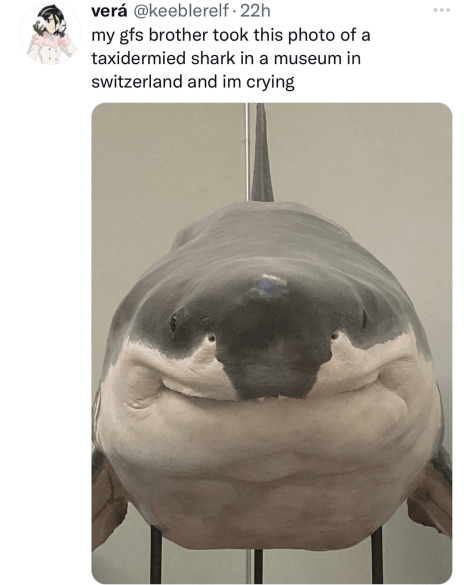 verá @keeblerelf · 22h
my gfs brother took this photo of a
taxidermied shark in a museum in
switzerland and im crying